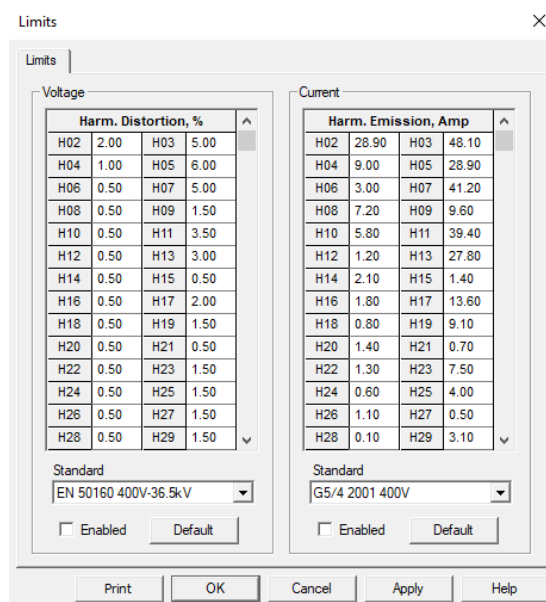 Limits
Limits
Voltage
Harm. Distortion, %
H02 2.00 H03 5.00
H04 1.00 H05 6.00
H06 0.50 H07 5.00
H08 0.50 H09 1.50
H10 0.50 H11 3.50
H12 0.50 H13 3.00
H14 0.50 H15 0.50
H16 0.50 H17 2.00
H18 0.50 H19 1.50
H20 0.50 H21 0.50
H22 0.50 H23 1.50
H24 0.50 H25 1.50
H26 0.50 H27 1.50
H28 0.50 H29 1.50
Standard
EN 50160 400V-36.5kV
Enabled
Default
Current
Harm. Emission, Amp
H02 28.90 H03 48.10
H04 9.00 H05 28.90
H06 3.00 H07 41.20
H08 7.20 H09 9.60
H10 5.80 H11 39.40
H12 1.20 H13 27.80
H14 2.10 H15 1.40
H16 1.80 H17 13.60
H18 0.80 H19 9.10
H20 1.40 H21 0.70
H22 1.30 H23 7.50
H24 0.60 H25 4.00
H26 1.10 H27 0.50
H28 0.10 H29 3.10
Standard
G5/4 2001 400V
Enabled
Default
Print
OK
Cancel
Apply
Help